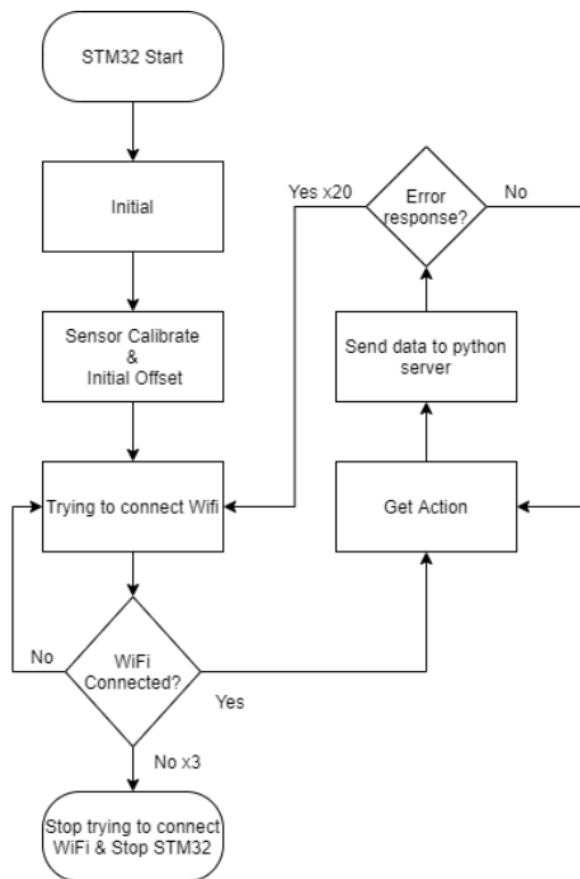 STM32 Start
Initial
Sensor Calibrate
&
Initial Offset
Trying to connect Wifi
WiFi
Connected?
No
Yes
No x3
Stop trying to connect
WiFi & Stop STM32
Get Action
Send data to python
server
Error
response?
Yes x20
No